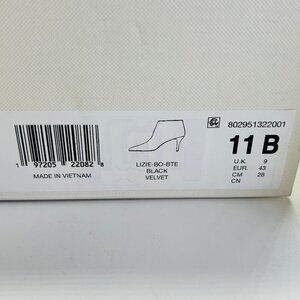 802951322001
1 97205 22082 8
MADE IN VIETNAM
LIZIE-BO-BTE
BLACK
VELVET
11 B
U.K. 9
EUR. 43
CM 28
CN